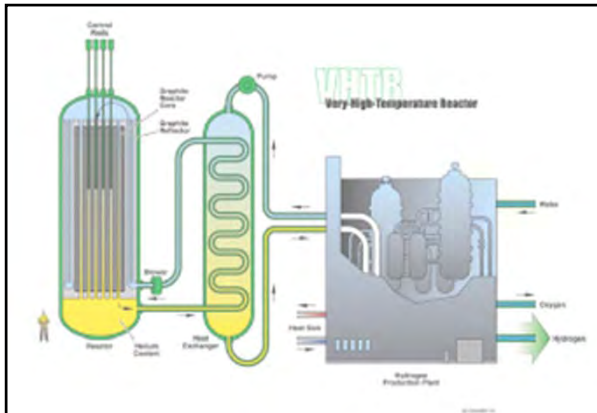 Control
Rods
Graphite
Reactor
Core
Graphite
Reflector
Pump
VHTR
Very-High-Temperature Reactor
Water
Blower
Oxygen
Heat Sink
Hydrogen
Reactor
Helium
Coolant
Heat
Exchanger
Hydrogen
Production Plant